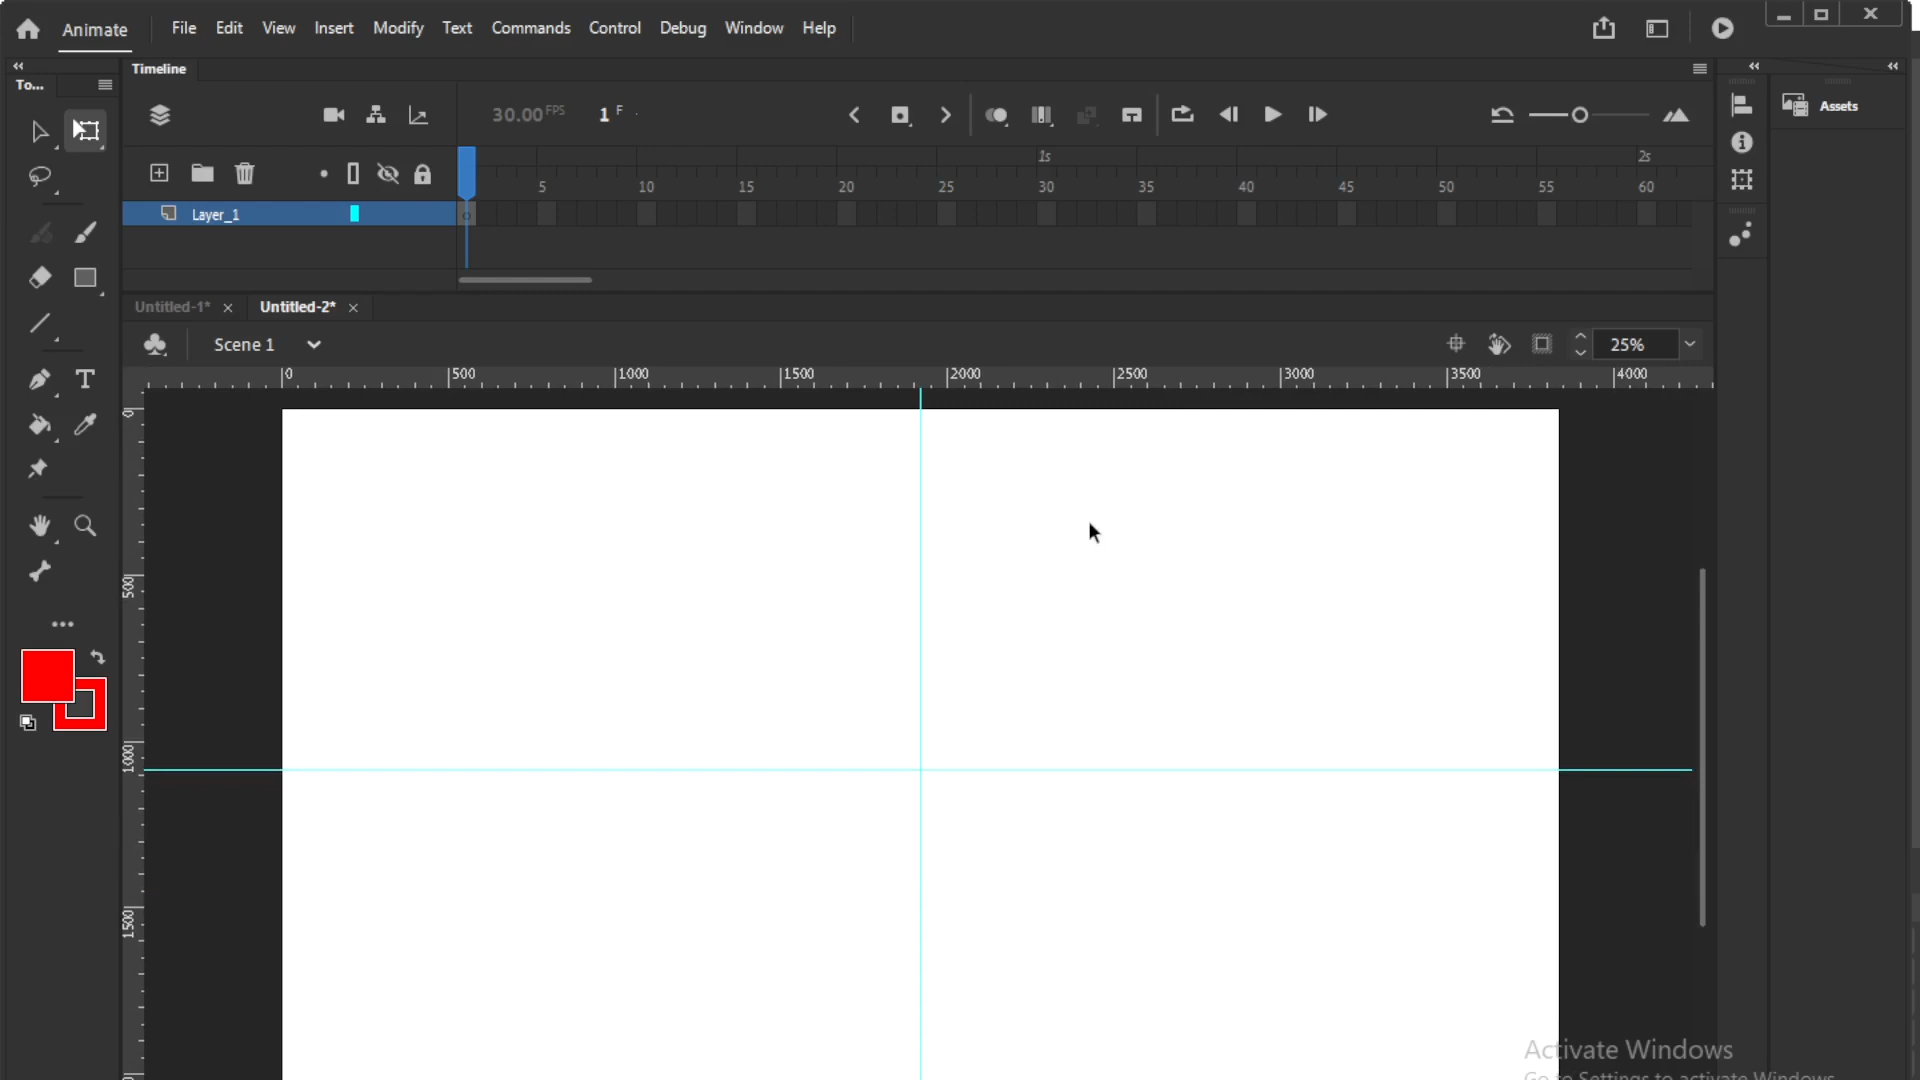 Animate File Edit View Insert Modify Text Commands Control Debug Window Help
To...
Timeline
30.00 FPS 1 F
Assets
1s 2s
5 10 15 20 25 30 35 40 45 50 55 60
Layer_1
Untitled-1* Untitled-2*
Scene 1
25%
0 500 1000 1500 2000 2500 3000 3500 4000
0
500
1000
1500
Activate Windows
Go to Settings to activate Windows.